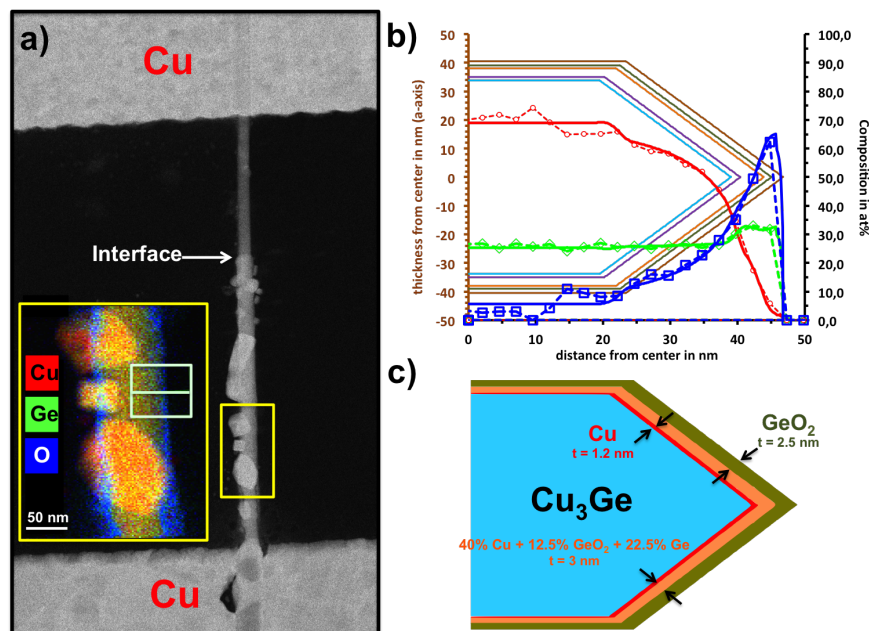 a)
Cu
Interface
Cu
Ge
O
50 nm
Cu
b)
thickness from center in nm (a-axis)
50
40
30
20
10
0
-10
-20
-30
-40
-50
0
10
20
30
40
50
distance from center in nm
100,0
90,0
80,0
70,0
60,0
50,0
40,0
30,0
20,0
10,0
0,0
Composition in at%
c)
Cu
t = 1.2 nm
GeO₂
t = 2.5 nm
Cu₃Ge
40% Cu + 12.5% GeO₂ + 22.5% Ge
t = 3 nm